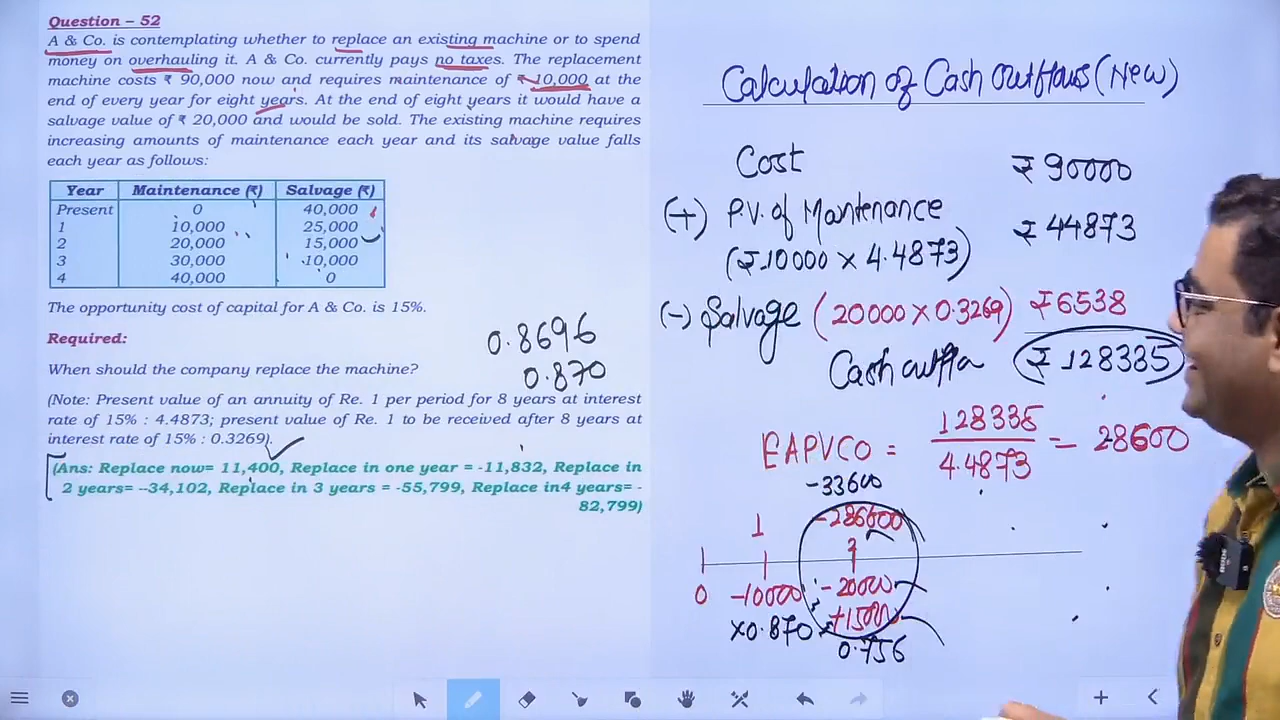 Question – 52
A & Co. is contemplating whether to replace an existing machine or to spend
money on overhauling it. A & Co. currently pays no taxes. The replacement
machine costs ₹ 90,000 now and requires maintenance of ₹ 10,000 at the
end of every year for eight years. At the end of eight years it would have a
salvage value of ₹ 20,000 and would be sold. The existing machine requires
increasing amounts of maintenance each year and its salvage value falls
each year as follows:
Year Maintenance (₹) Salvage (₹)
Present 0 40,000
1 10,000 25,000
2 20,000 15,000
3 30,000 10,000
4 40,000 0
The opportunity cost of capital for A & Co. is 15%.
Required:
When should the company replace the machine?
(Note: Present value of an annuity of Re. 1 per period for 8 years at interest
rate of 15% : 4.4873; present value of Re. 1 to be received after 8 years at
interest rate of 15% : 0.3269).
(Ans: Replace now= 11,400, Replace in one year = -11,832, Replace in
2 years= --34,102, Replace in 3 years = -55,799, Replace in4 years= -
82,799)
0.8696
0.870
Calculation of Cash Outflows (New)
Cost ₹ 90000
(+) P.V. of Mantenance ₹ 44873
(₹ 10000 × 4.4873)
(-) Salvage (20000 × 0.3269) ₹ 6538
Cash outfla ₹ 128335
EAPVCO = 128335 / 4.4873 = 28600
-33600
1 -286600
2
0 -10000 -20000
+15000
×0.870 0.756